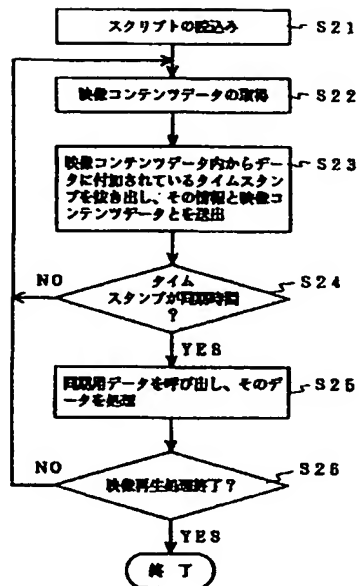 スクリプトの読込み
S21
映像コンテンツデータの取得
S22
映像コンテンツデータ内からデー
タに付加されているタイムスタン
プを抜き出し、その情報と映像コ
ンテンツデータとを送出
S23
NO
タイム
スタンプが同期時間
?
S24
YES
同期用データを呼び出し、そのデ
ータを処理
S25
NO
映像再生処理終了?
S26
YES
終了